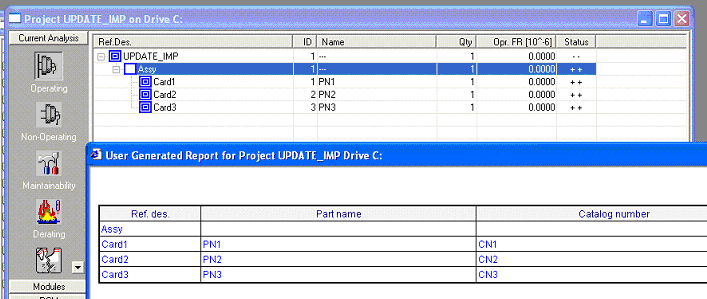 Project UPDATE_IMP on Drive C:
Current Analysis
Ref.Des. ID Name Qty Opr. FR [10^-6] Status
UPDATE_IMP 1 --- 1 0.0000 - -
Assy 1 --- 1 0.0000 + +
Card1 1 PN1 1 0.0000 + +
Card2 2 PN2 1 0.0000 + +
Card3 3 PN3 1 0.0000 + +
Operating
Non-Operating
Maintainability
Derating
Modules
User Generated Report for Project UPDATE_IMP Drive C:
Ref. des. Part name Catalog number
Assy
Card1 PN1 CN1
Card2 PN2 CN2
Card3 PN3 CN3